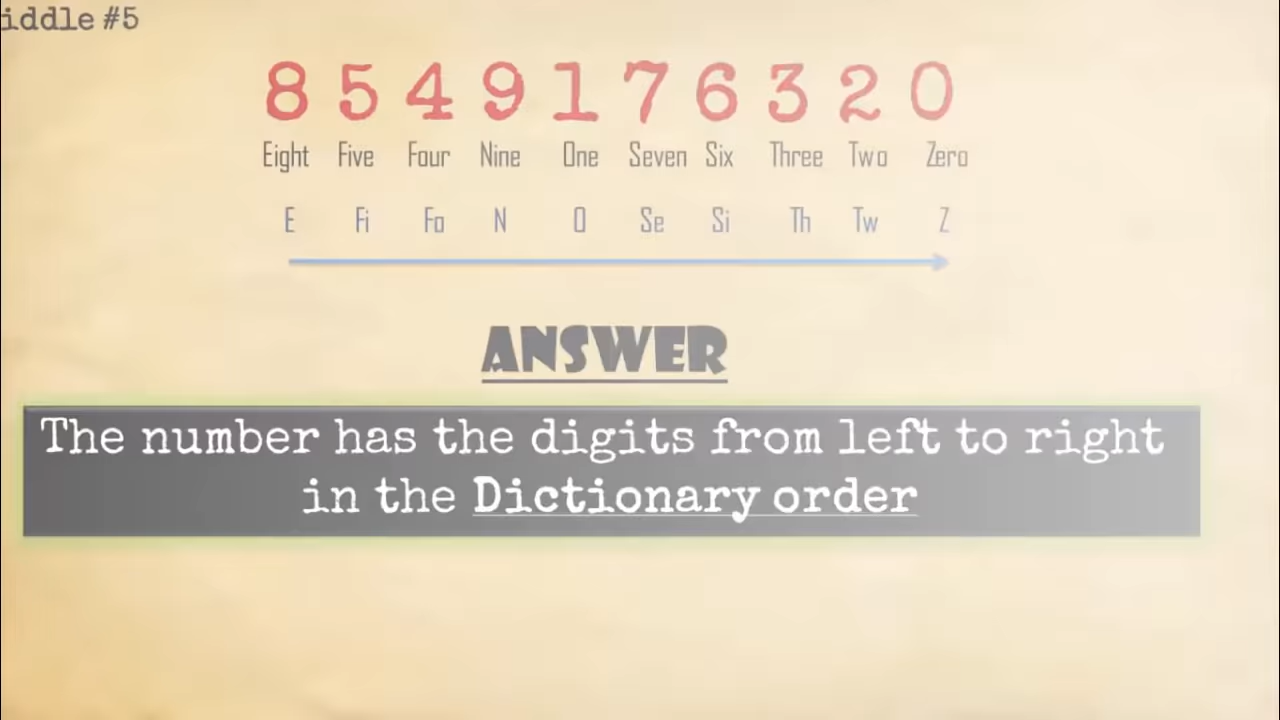 iddle #5
8 5 4 9 1 7 6 3 2 0
Eight Five Four Nine One Seven Six Three Two Zero
E Fi Fo N O Se Si Th Tw Z
ANSWER
The number has the digits from left to right
in the Dictionary order